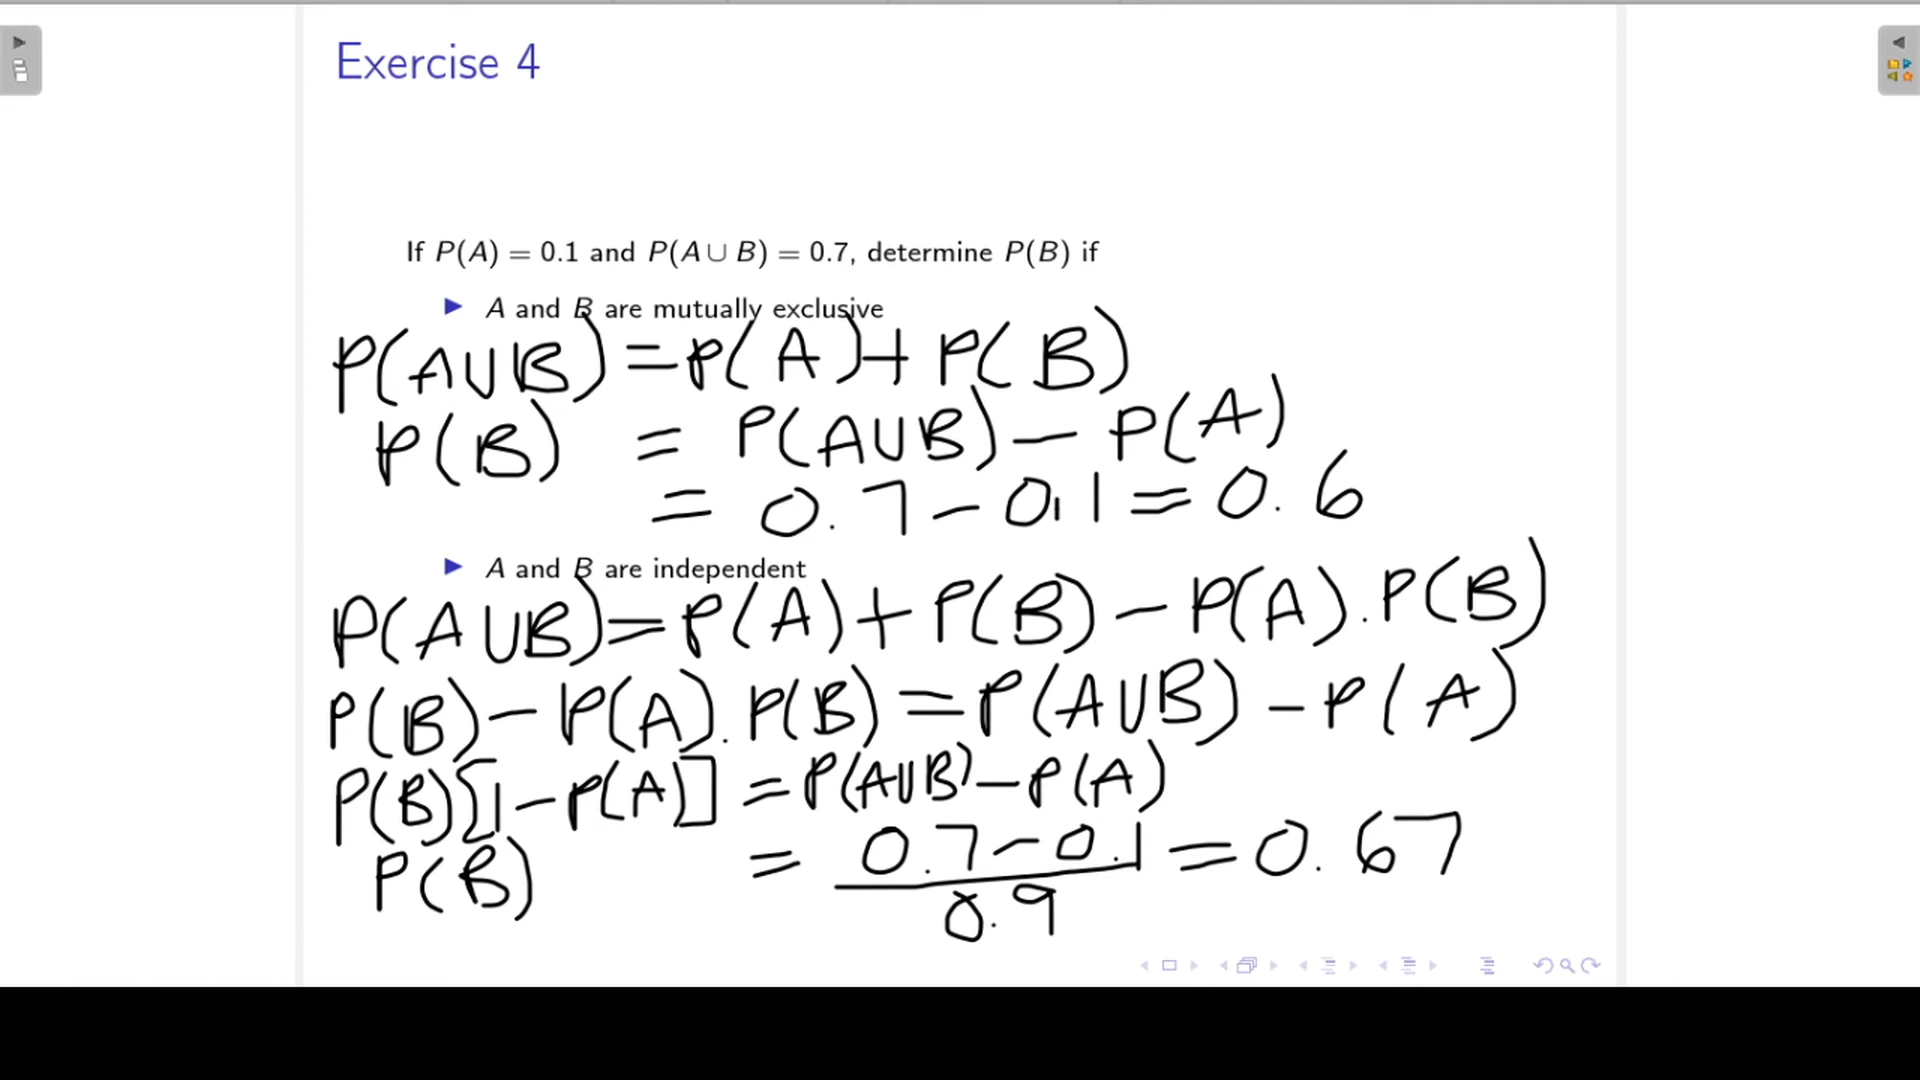 Exercise 4
If P(A) = 0.1 and P(A ∪ B) = 0.7, determine P(B) if
A and B are mutually exclusive
P(A∪B) = P(A) + P(B)
P(B) = P(A∪B) − P(A)
= 0.7 − 0.1 = 0.6
A and B are independent
P(A∪B) = P(A) + P(B) − P(A).P(B)
P(B) − P(A).P(B) = P(A∪B) − P(A)
P(B)[1 − P(A)] = P(A∪B) − P(A)
P(B) = 0.7 − 0.1 / 0.9 = 0.67